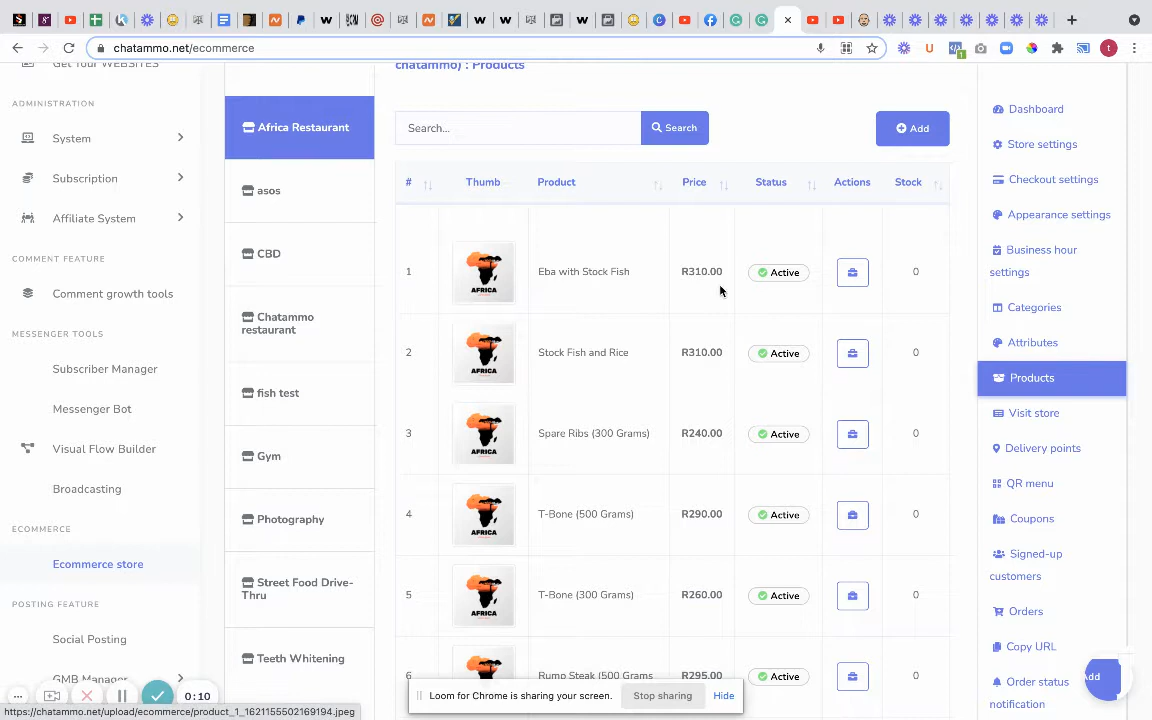 chatammo.net/ecommerce
Get Your WEBSITES
ADMINISTRATION
System
Subscription
Affiliate System
COMMENT FEATURE
Comment growth tools
MESSENGER TOOLS
Subscriber Manager
Messenger Bot
Visual Flow Builder
Broadcasting
ECOMMERCE
Ecommerce store
POSTING FEATURE
Social Posting
GMB Manager
0:10
https://chatammo.net/upload/ecommerce/product_1_1621155502169194.jpeg
Africa Restaurant
asos
CBD
Chatammo
restaurant
fish test
Gym
Photography
Street Food Drive-
Thru
Teeth Whitening
chatammo) : Products
Search...
Search
Add
# Thumb Product Price Status Actions Stock
1 AFRICA Eba with Stock Fish R310.00 Active 0
2 AFRICA Stock Fish and Rice R310.00 Active 0
3 AFRICA Spare Ribs (300 Grams) R240.00 Active 0
4 AFRICA T-Bone (500 Grams) R290.00 Active 0
5 AFRICA T-Bone (300 Grams) R260.00 Active 0
6 Rump Steak (500 Grams R295.00 Active 0
Loom for Chrome is sharing your screen.
Stop sharing
Hide
Dashboard
Store settings
Checkout settings
Appearance settings
Business hour
settings
Categories
Attributes
Products
Visit store
Delivery points
QR menu
Coupons
Signed-up
customers
Orders
Copy URL
Order status
notification
Add